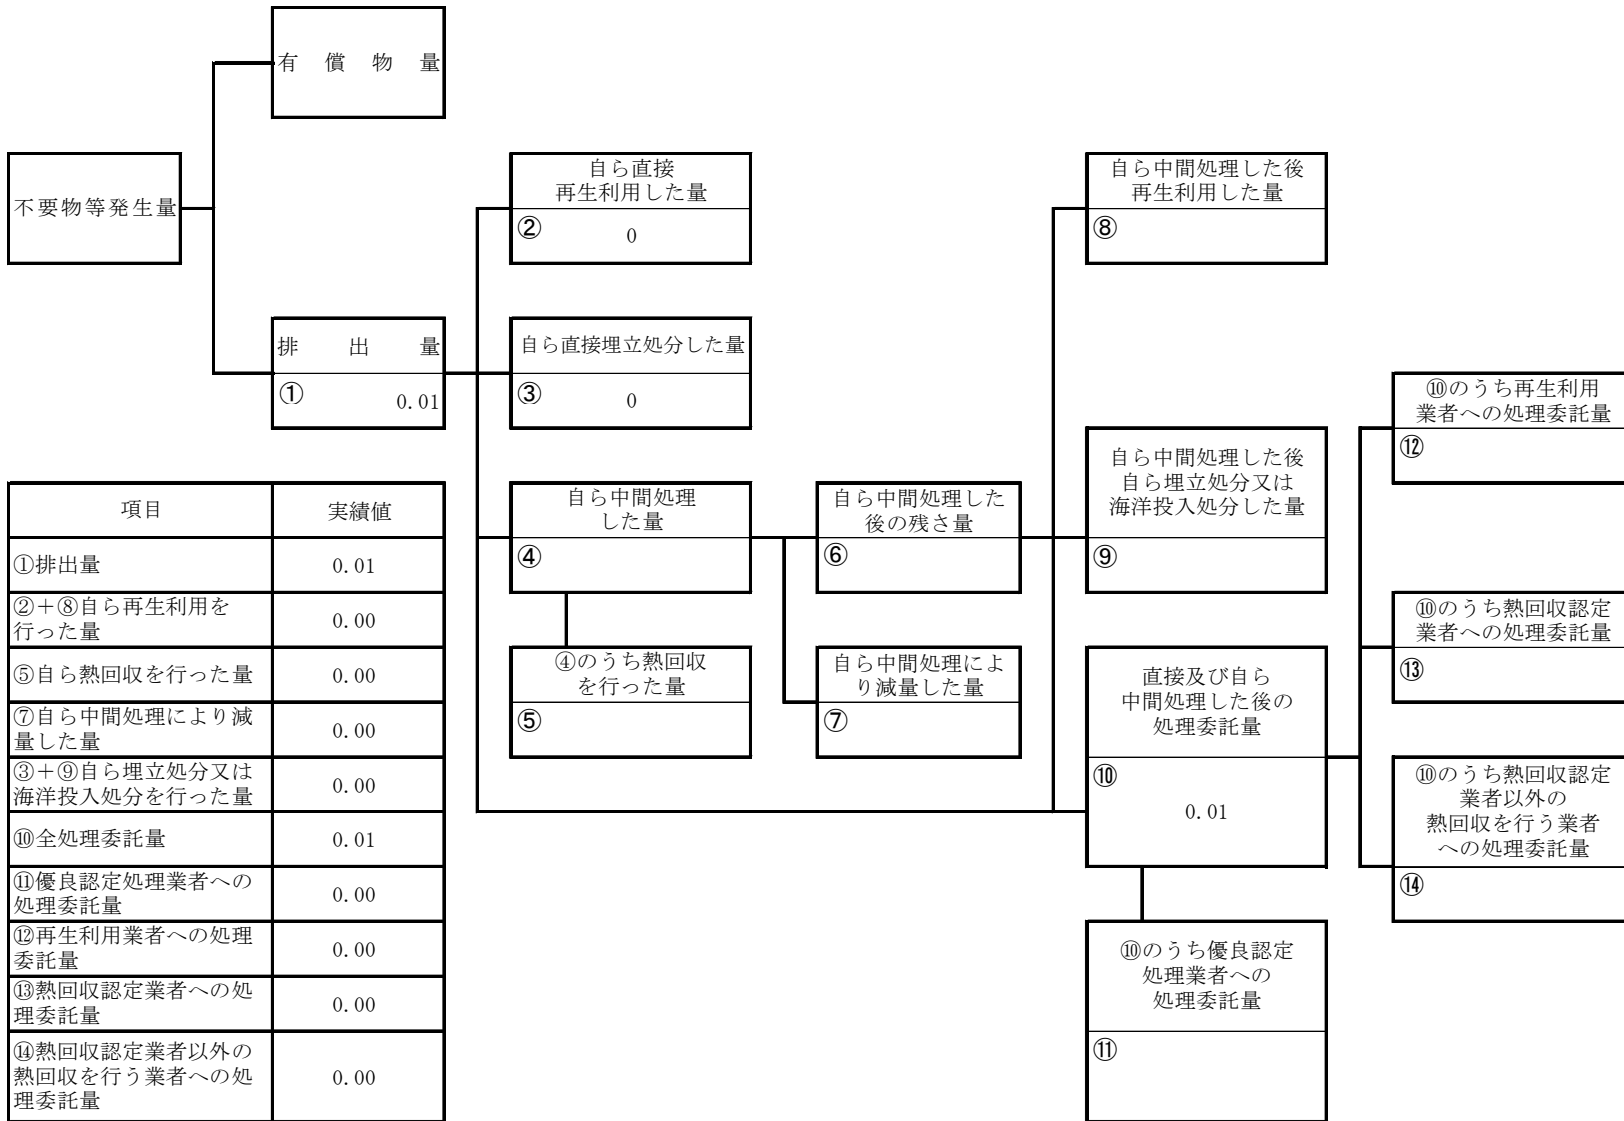 有償物量
不要物等発生量
排出量
①
0.01
自ら直接
再生利用した量
②
0
自ら直接埋立処分した量
③
0
自ら中間処理
した量
④
④のうち熱回収
を行った量
⑤
自ら中間処理した
後の残さ量
⑥
自ら中間処理によ
り減量した量
⑦
自ら中間処理した後
再生利用した量
⑧
自ら中間処理した後
自ら埋立処分又は
海洋投入処分した量
⑨
直接及び自ら
中間処理した後の
処理委託量
⑩
0.01
⑩のうち優良認定
処理業者への
処理委託量
⑪
⑩のうち再生利用
業者への処理委託量
⑫
⑩のうち熱回収認定
業者への処理委託量
⑬
⑩のうち熱回収認定
業者以外の
熱回収を行う業者
への処理委託量
⑭
項目 実績値
①排出量 0.01
②＋⑧自ら再生利用を
行った量 0.00
⑤自ら熱回収を行った量 0.00
⑦自ら中間処理により減
量した量 0.00
③＋⑨自ら埋立処分又は
海洋投入処分を行った量 0.00
⑩全処理委託量 0.01
⑪優良認定処理業者への
処理委託量 0.00
⑫再生利用業者への処理
委託量 0.00
⑬熱回収認定業者への処
理委託量 0.00
⑭熱回収認定業者以外の
熱回収を行う業者への処
理委託量 0.00